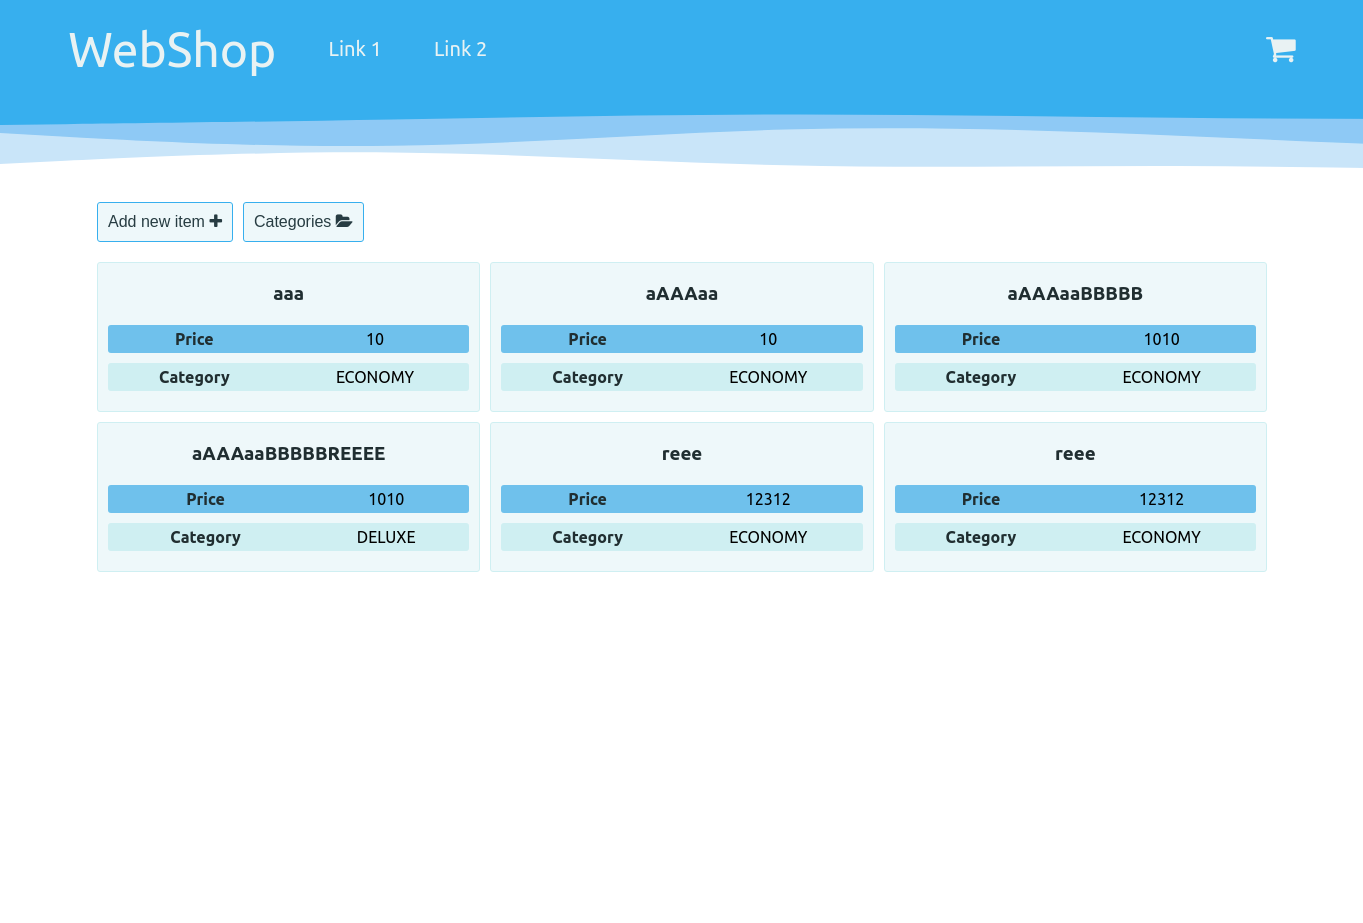 WebShop Link 1 Link 2
Add new item Categories
aaa aAAAaa aAAAaaBBBBB
Price 10 Price 10 Price 1010
Category ECONOMY Category ECONOMY Category ECONOMY
aAAAaaBBBBBREEEE reee reee
Price 1010 Price 12312 Price 12312
Category DELUXE Category ECONOMY Category ECONOMY